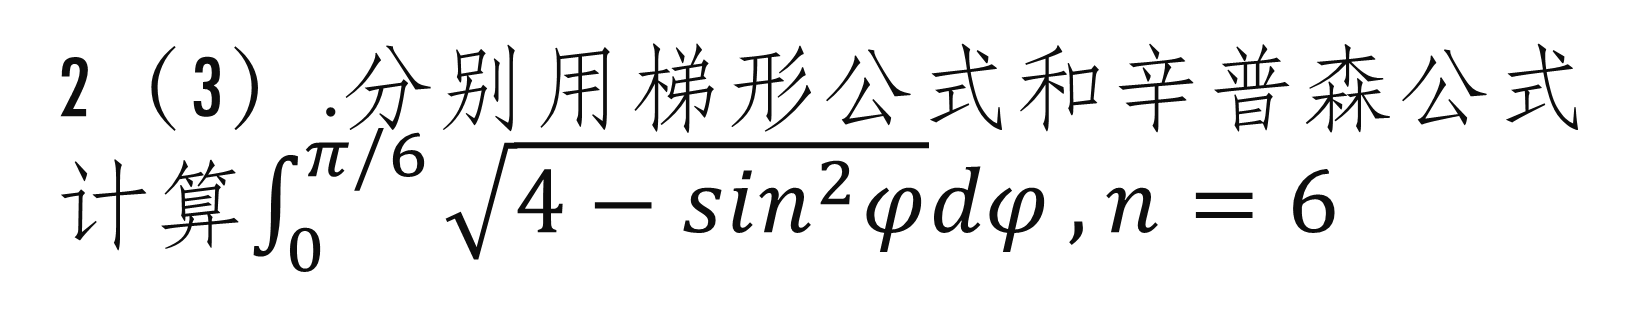 2（3）.分别用梯形公式和辛普森公式
计算∫₀^{π/6} √(4 − sin²φ)dφ , n = 6